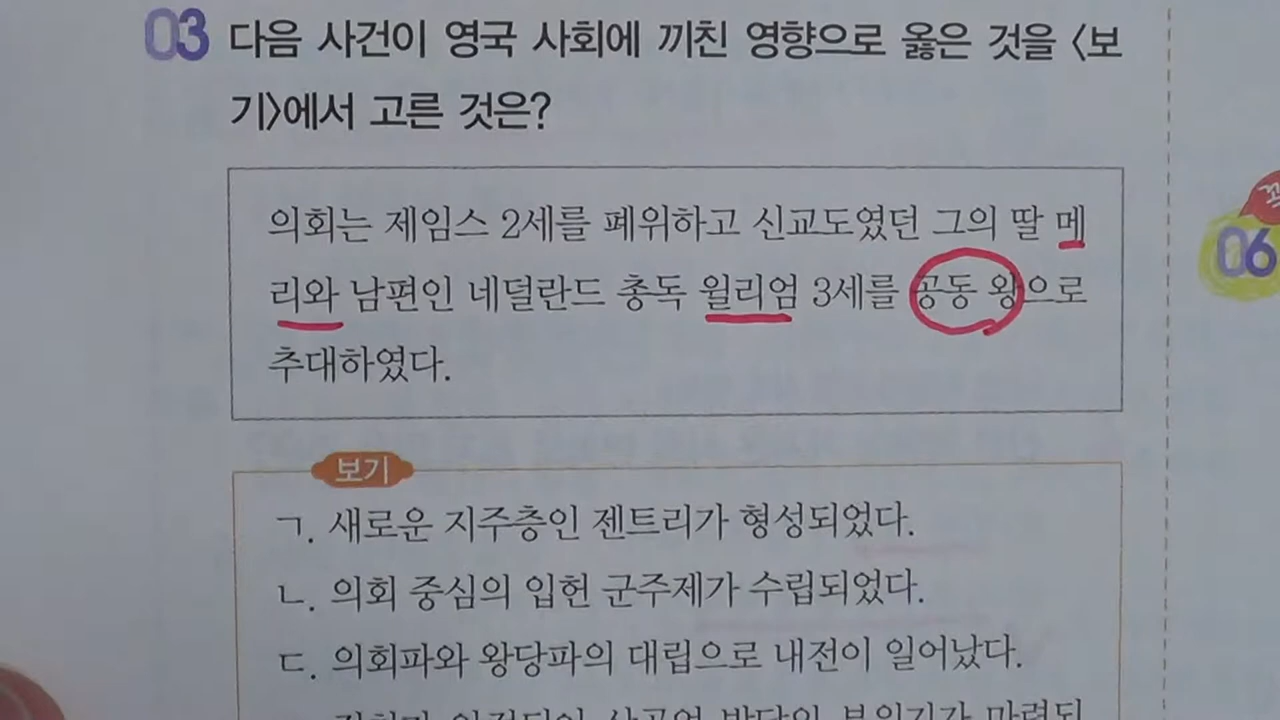 03 다음 사건이 영국 사회에 끼친 영향으로 옳은 것을 〈보
기〉에서 고른 것은?
의회는 제임스 2세를 폐위하고 신교도였던 그의 딸 메
리와 남편인 네덜란드 총독 윌리엄 3세를 공동 왕으로
추대하였다.
보기
ㄱ. 새로운 지주층인 젠트리가 형성되었다.
ㄴ. 의회 중심의 입헌 군주제가 수립되었다.
ㄷ. 의회파와 왕당파의 대립으로 내전이 일어났다.
06